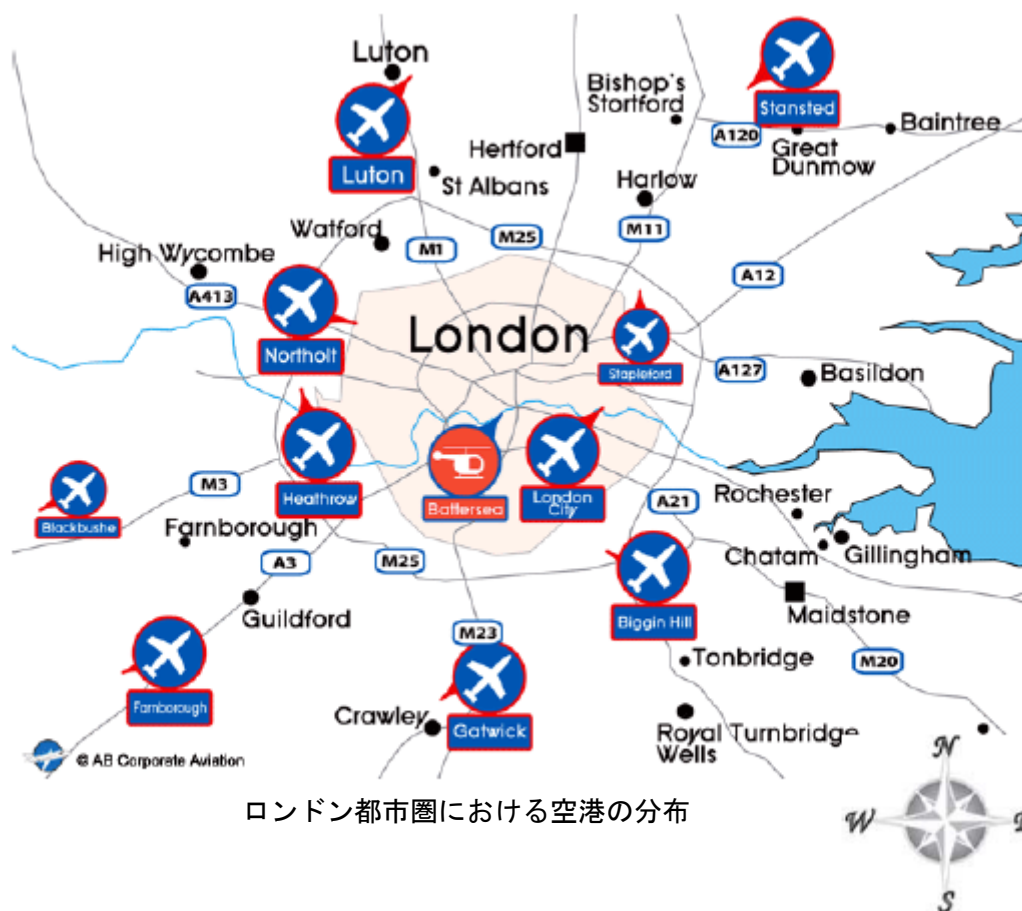 Luton
Luton
Bishop's
Stortford
Stansted
A120
Baintree
Great
Dunmow
Hertford
St Albans
Harlow
Watford
M1
M25
M11
High Wycombe
A413
A12
Northolt
London
Stapleford
A127
Basildon
Heathrow
Battersea
London
City
M3
Blackbushe
Farnborough
A21
Rochester
Chatam
Gillingham
A3
M25
Guildford
Biggin Hill
Maidstone
M23
Tonbridge
M20
Farnborough
Crawley
Gatwick
Royal Turnbridge
Wells
© AB Corporate Aviation
N
W
S
ロンドン都市圏における空港の分布